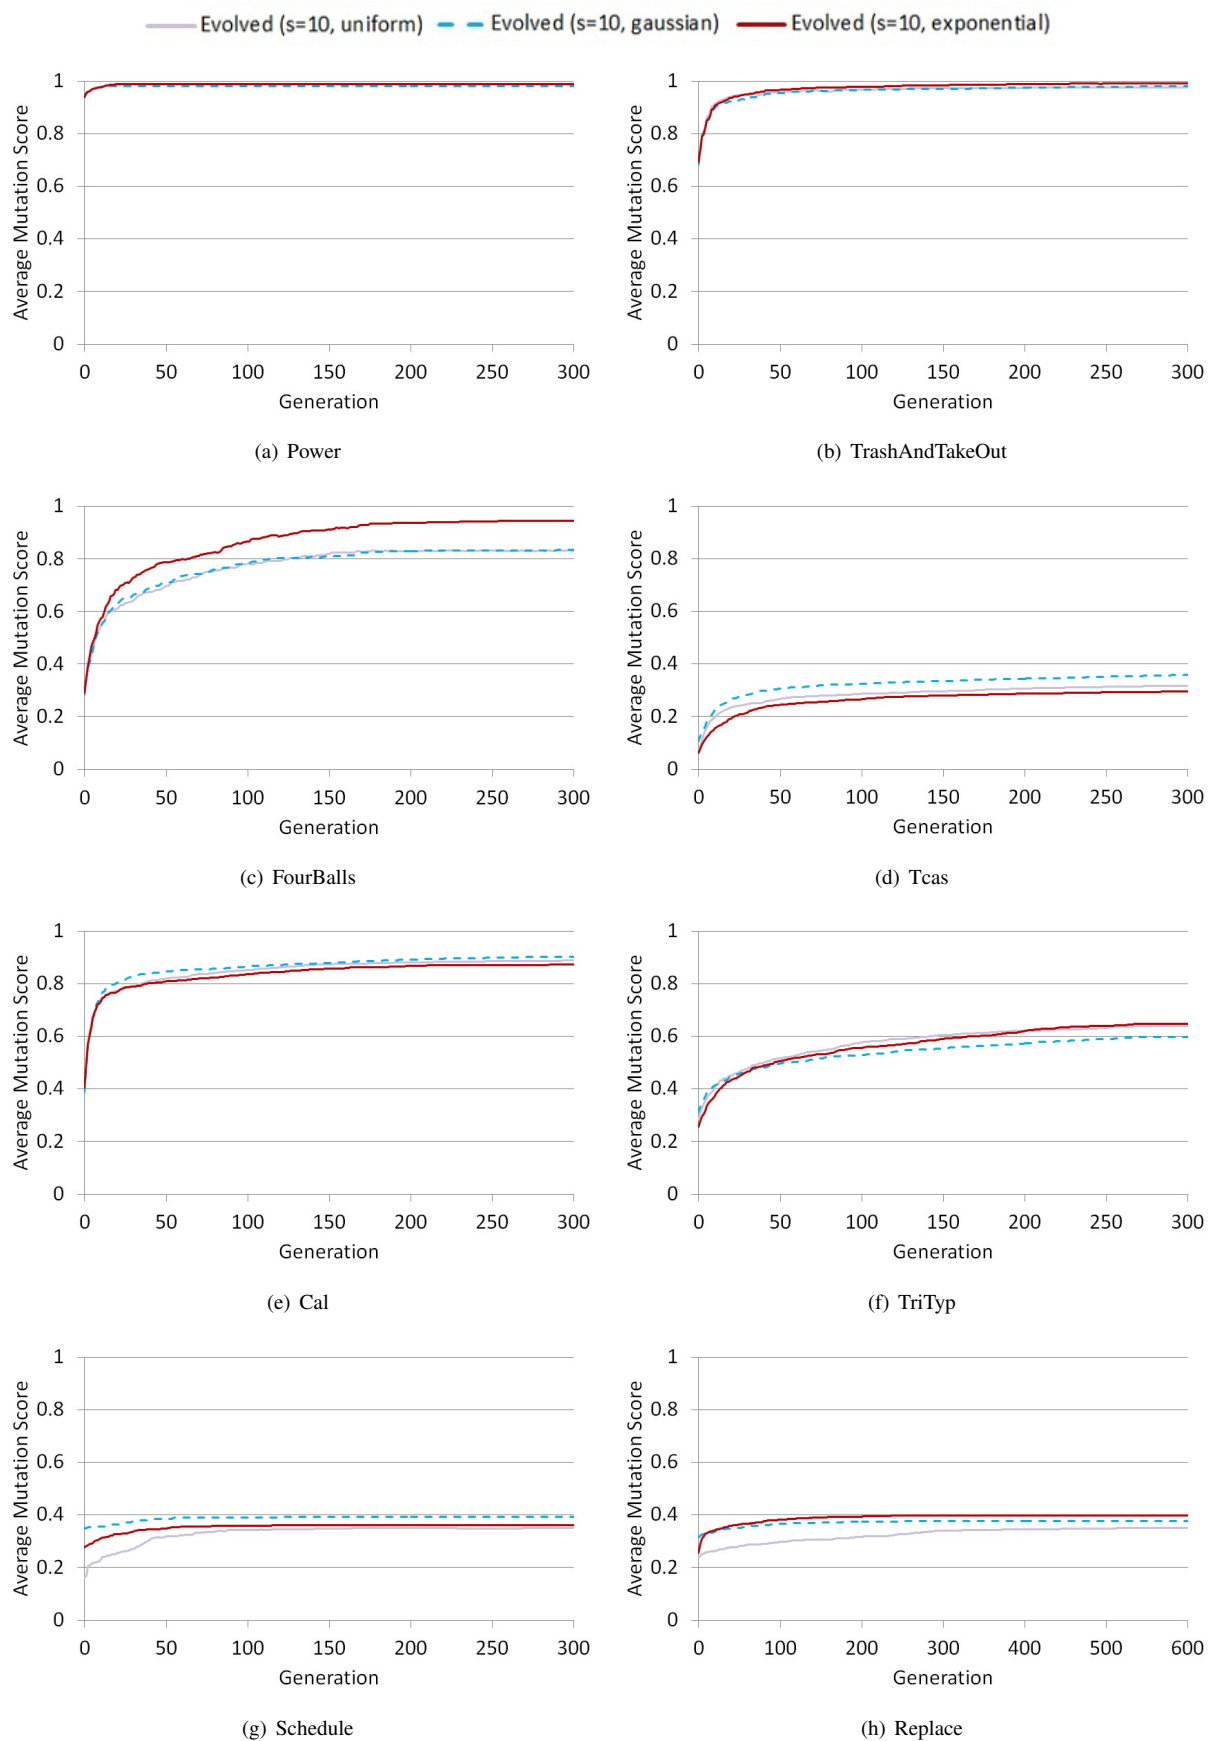 Evolved (s=10, uniform) Evolved (s=10, gaussian) Evolved (s=10, exponential)
Average Mutation Score
1
0.8
0.6
0.4
0.2
0
0 50 100 150 200 250 300
Generation
(a) Power
Average Mutation Score
1
0.8
0.6
0.4
0.2
0
0 50 100 150 200 250 300
Generation
(b) TrashAndTakeOut
Average Mutation Score
1
0.8
0.6
0.4
0.2
0
0 50 100 150 200 250 300
Generation
(c) FourBalls
Average Mutation Score
1
0.8
0.6
0.4
0.2
0
0 50 100 150 200 250 300
Generation
(d) Tcas
Average Mutation Score
1
0.8
0.6
0.4
0.2
0
0 50 100 150 200 250 300
Generation
(e) Cal
Average Mutation Score
1
0.8
0.6
0.4
0.2
0
0 50 100 150 200 250 300
Generation
(f) TriTyp
Average Mutation Score
1
0.8
0.6
0.4
0.2
0
0 50 100 150 200 250 300
Generation
(g) Schedule
Average Mutation Score
1
0.8
0.6
0.4
0.2
0
0 100 200 300 400 500 600
Generation
(h) Replace